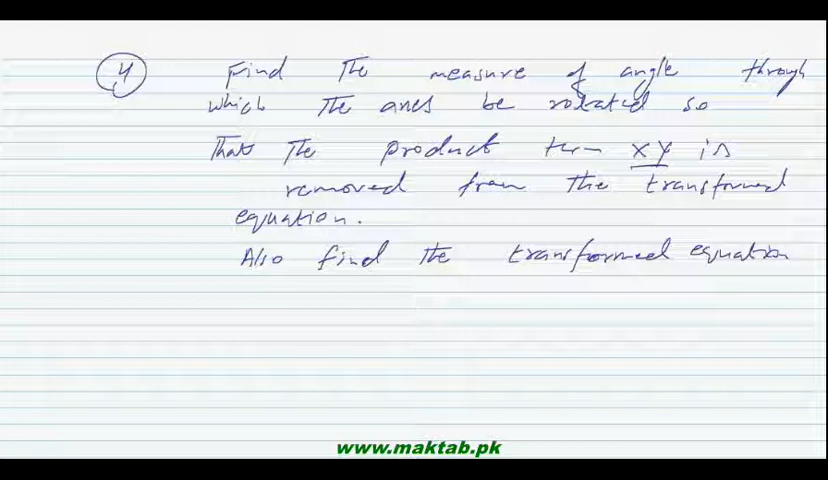 4 Find the measure of angle through
which the axes be rotated so
that the product term XY is
removed from the transformed
equation.
Also find the transformed equation
www.maktab.pk